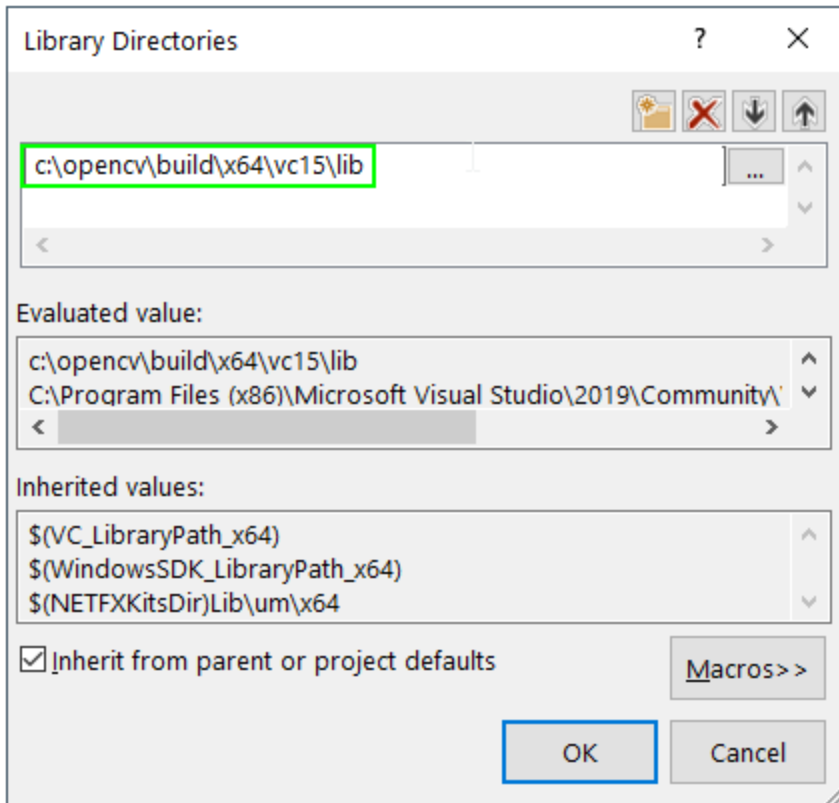 Library Directories
?
c:\opencv\build\x64\vc15\lib
...
Evaluated value:
c:\opencv\build\x64\vc15\lib
C:\Program Files (x86)\Microsoft Visual Studio\2019\Community\
Inherited values:
$(VC_LibraryPath_x64)
$(WindowsSDK_LibraryPath_x64)
$(NETFXKitsDir)Lib\um\x64
Inherit from parent or project defaults
Macros>>
OK
Cancel